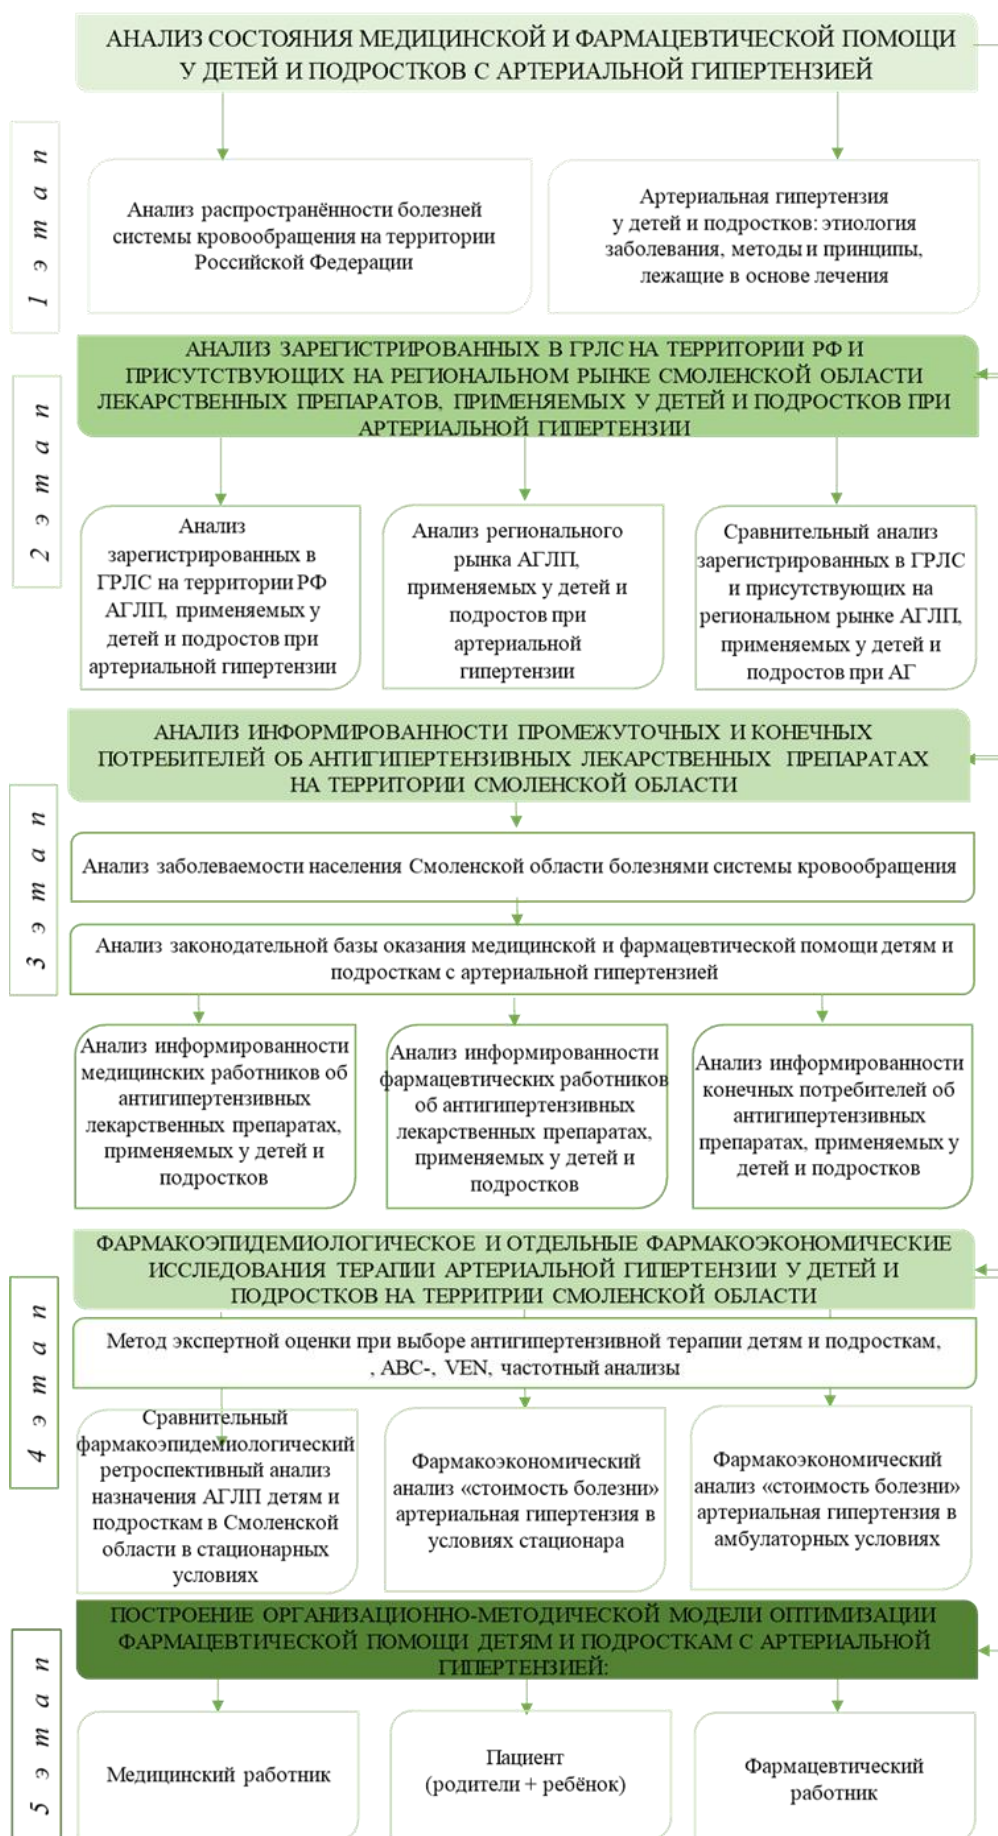 АНАЛИЗ СОСТОЯНИЯ МЕДИЦИНСКОЙ И ФАРМАЦЕВТИЧЕСКОЙ ПОМОЩИ
У ДЕТЕЙ И ПОДРОСТКОВ С АРТЕРИАЛЬНОЙ ГИПЕРТЕНЗИЕЙ
1 этап
Анализ распространённости болезней
системы кровообращения на территории
Российской Федерации
Артериальная гипертензия
у детей и подростков: этиология
заболевания, методы и принципы,
лежащие в основе лечения
АНАЛИЗ ЗАРЕГИСТРИРОВАННЫХ В ГРЛС НА ТЕРРИТОРИИ РФ И
ПРИСУТСТВУЮЩИХ НА РЕГИОНАЛЬНОМ РЫНКЕ СМОЛЕНСКОЙ ОБЛАСТИ
ЛЕКАРСТВЕННЫХ ПРЕПАРАТОВ, ПРИМЕНЯЕМЫХ У ДЕТЕЙ И ПОДРОСТКОВ ПРИ
АРТЕРИАЛЬНОЙ ГИПЕРТЕНЗИИ
2 этап
Анализ
зарегистрированных в
ГРЛС на территории РФ
АГЛП, применяемых у
детей и подростов при
артериальной гипертензии
Анализ регионального
рынка АГЛП,
применяемых у детей и
подростов при
артериальной
гипертензии
Сравнительный анализ
зарегистрированных в ГРЛС
и присутствующих на
региональном рынке АГЛП,
применяемых у детей и
подростов при АГ
АНАЛИЗ ИНФОРМИРОВАННОСТИ ПРОМЕЖУТОЧНЫХ И КОНЕЧНЫХ
ПОТРЕБИТЕЛЕЙ ОБ АНТИГИПЕРТЕНЗИВНЫХ ЛЕКАРСТВЕННЫХ ПРЕПАРАТАХ
НА ТЕРРИТОРИИ СМОЛЕНСКОЙ ОБЛАСТИ
3 этап
Анализ заболеваемости населения Смоленской области болезнями системы кровообращения
Анализ законодательной базы оказания медицинской и фармацевтической помощи детям и
подросткам с артериальной гипертензией
Анализ информированности
медицинских работников об
антигипертензивных
лекарственных препаратах,
применяемых у детей и
подростков
Анализ информированности
фармацевтических работников
об антигипертензивных
лекарственных препаратах,
применяемых у детей и
подростков
Анализ информированности
конечных потребителей об
антигипертензивных
препаратах, применяемых у
детей и подростков
ФАРМАКОЭПИДЕМИОЛОГИЧЕСКОЕ И ОТДЕЛЬНЫЕ ФАРМАКОЭКОНОМИЧЕСКИЕ
ИССЛЕДОВАНИЯ ТЕРАПИИ АРТЕРИАЛЬНОЙ ГИПЕРТЕНЗИИ У ДЕТЕЙ И
ПОДРОСТКОВ НА ТЕРРИТРИИ СМОЛЕНСКОЙ ОБЛАСТИ
4 этап
Метод экспертной оценки при выборе антигипертензивной терапии детям и подросткам,
, ABC-, VEN, частотный анализы
Сравнительный
фармакоэпидемиологический
ретроспективный анализ
назначения АГЛП детям и
подросткам в Смоленской
области в стационарных
условиях
Фармакоэкономический
анализ «стоимость болезни»
артериальная гипертензия в
условиях стационара
Фармакоэкономический
анализ «стоимость болезни»
артериальная гипертензия в
амбулаторных условиях
ПОСТРОЕНИЕ ОРГАНИЗАЦИОННО-МЕТОДИЧЕСКОЙ МОДЕЛИ ОПТИМИЗАЦИИ
ФАРМАЦЕВТИЧЕСКОЙ ПОМОЩИ ДЕТЯМ И ПОДРОСТКАМ С АРТЕРИАЛЬНОЙ
ГИПЕРТЕНЗИЕЙ:
5 этап
Медицинский работник
Пациент
(родители + ребёнок)
Фармацевтический
работник